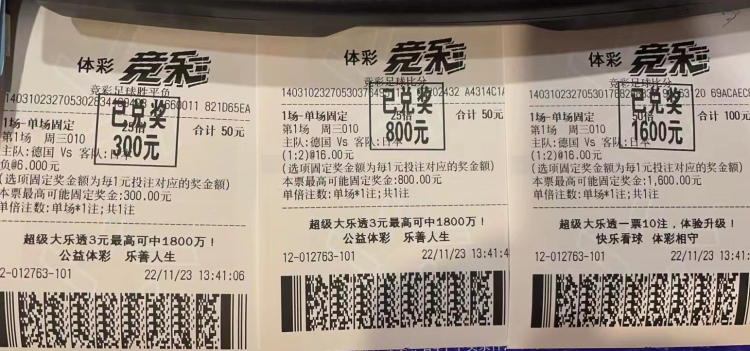 体彩 竞彩
竞彩足球胜平负
821D65EA
已兑奖
300元
1场-单场固定 25倍 合计 50元
第1场 周三010
主队:德国 Vs 客队:日本
负@6.000元
(选项固定奖金额为每1元投注对应的奖金额)
本票最高可能固定奖金:300.00元
单倍注数:单场*1注;共1注
超级大乐透3元最高可中1800万!
公益体彩 乐善人生
12-012763-101 22/11/23 13:41:06
体彩 竞彩
竞彩足球比分
A4314C1A
已兑奖
800元
1场-单场固定 25倍 合计 50元
第1场 周三010
主队:德国 Vs 客队:日本
(1:2)@16.00元
(选项固定奖金额为每1元投注对应的奖金额)
本票最高可能固定奖金:800.00元
单倍注数:单场*1注;共1注
超级大乐透3元最高可中1800万!
公益体彩 乐善人生
12-012763-101 22/11/23 13:41:4
体彩 竞彩
竞彩足球比分
69ACAEC8
已兑奖
1600元
1场-单场固定 50倍 合计 100元
第1场 周三010
主队:德国 Vs 客队:日本
(1:2)@16.00元
(选项固定奖金额为每1元投注对应的奖金额)
本票最高可能固定奖金:1,600.00元
单倍注数:单场*1注;共1注
超级大乐透一票10注,体验升级!
快乐看球 体彩相守
12-012763-101 22/11/23 13:41:4